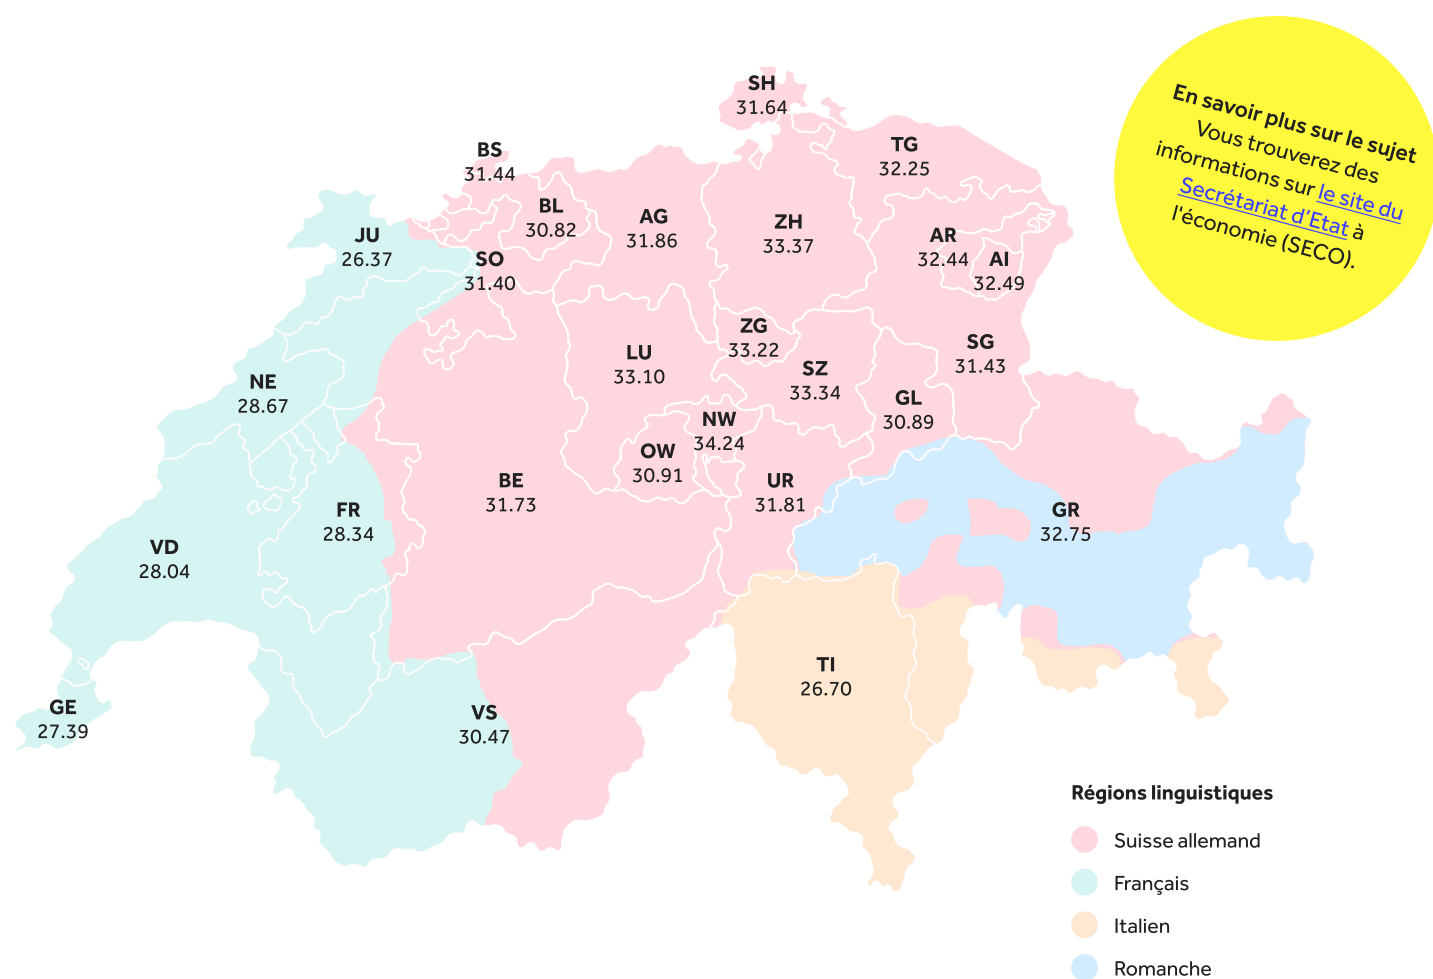 SH
31.64
En savoir plus sur le sujet
Vous trouverez des
informations sur le site du
Secrétariat d'Etat à
l'économie (SECO).
BS
31.44
TG
32.25
BL
30.82
AG
31.86
ZH
33.37
JU
26.37
AR
32.44
SO
31.40
AI
32.49
ZG
33.22
SG
31.43
LU
33.10
SZ
33.34
NE
28.67
GL
30.89
NW
34.24
OW
30.91
BE
31.73
UR
31.81
FR
28.34
GR
32.75
VD
28.04
TI
26.70
GE
27.39
VS
30.47
Régions linguistiques
Suisse allemand
Français
Italien
Romanche